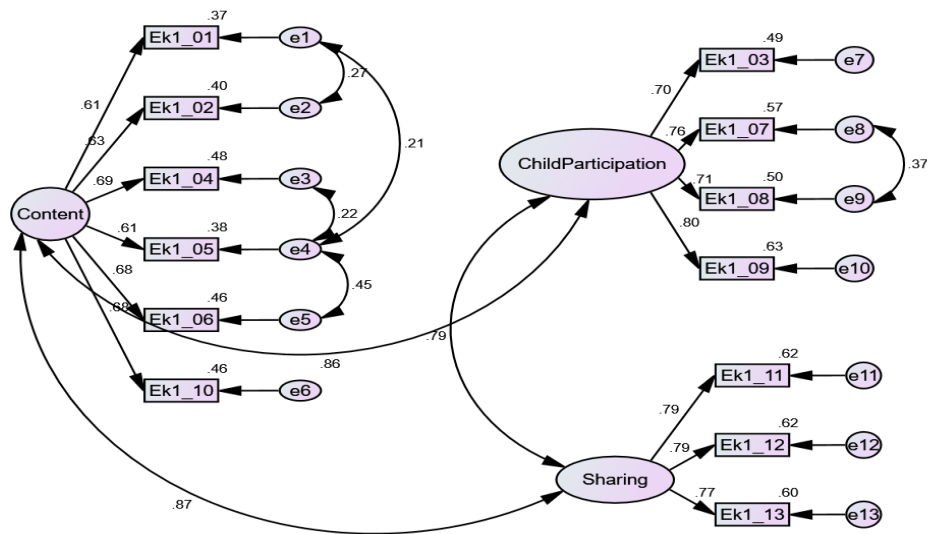 .37
Ek1_01
e1
.61
.27
.40
Ek1_02
e2
.63
.21
.48
Ek1_04
e3
.69
Content
.22
.61
.38
Ek1_05
e4
.68
.45
.46
Ek1_06
e5
.68
.46
Ek1_10
e6
.86
.87
.79
.49
Ek1_03
e7
.70
ChildParticipation
.57
Ek1_07
e8
.76
.37
.71
.50
Ek1_08
e9
.80
.63
Ek1_09
e10
.62
Ek1_11
e11
.79
.62
Ek1_12
e12
.79
Sharing
.77
.60
Ek1_13
e13